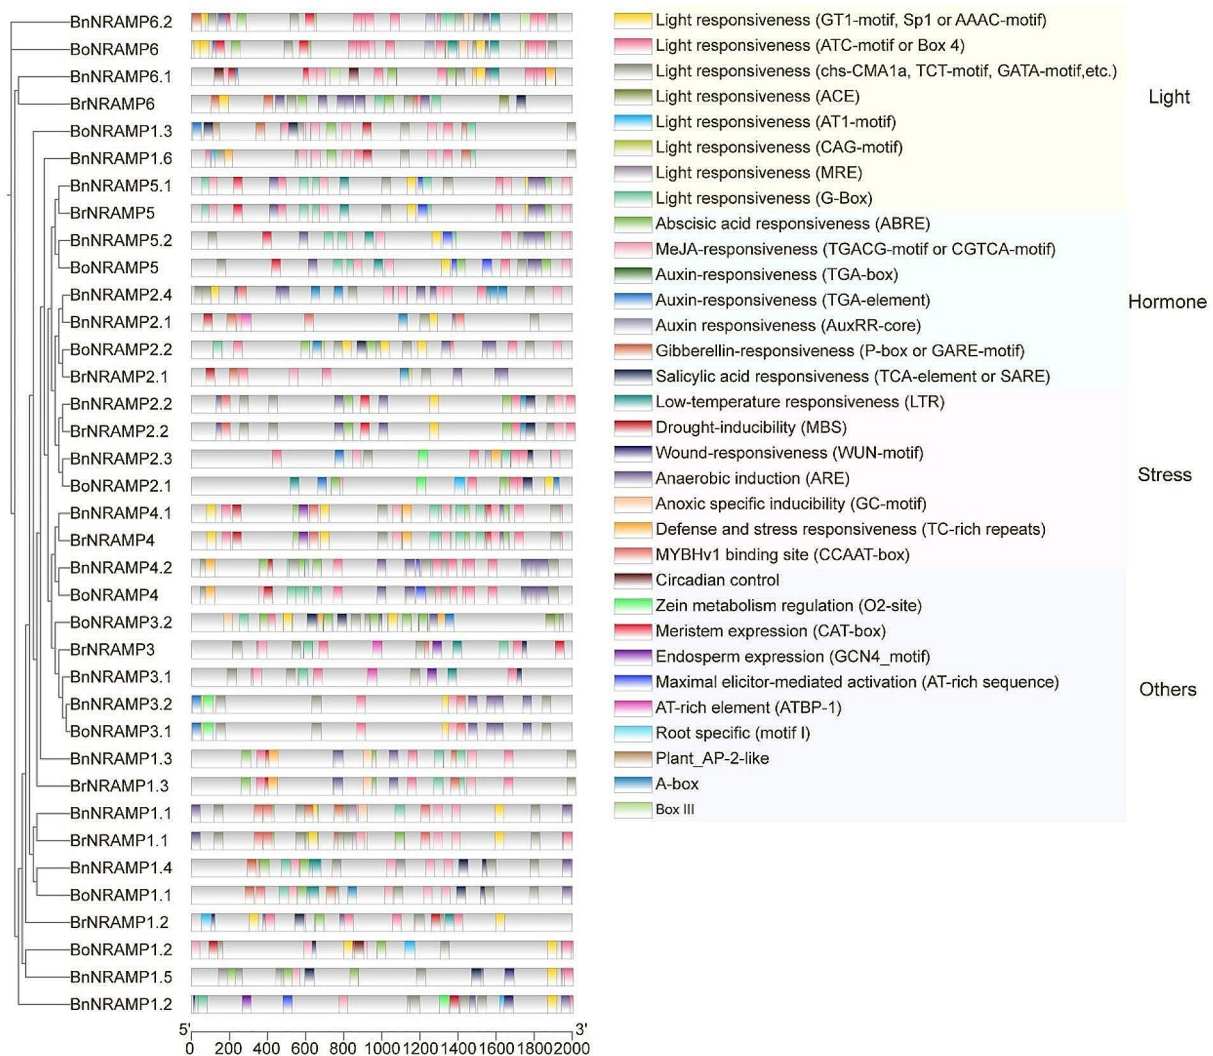 BnNRAMP6.2
BoNRAMP6
BnNRAMP6.1
BrNRAMP6
BoNRAMP1.3
BnNRAMP1.6
BnNRAMP5.1
BrNRAMP5
BnNRAMP5.2
BoNRAMP5
BnNRAMP2.4
BnNRAMP2.1
BoNRAMP2.2
BrNRAMP2.1
BnNRAMP2.2
BrNRAMP2.2
BnNRAMP2.3
BoNRAMP2.1
BnNRAMP4.1
BrNRAMP4
BnNRAMP4.2
BoNRAMP4
BoNRAMP3.2
BrNRAMP3
BnNRAMP3.1
BnNRAMP3.2
BoNRAMP3.1
BnNRAMP1.3
BrNRAMP1.3
BnNRAMP1.1
BrNRAMP1.1
BnNRAMP1.4
BoNRAMP1.1
BrNRAMP1.2
BoNRAMP1.2
BnNRAMP1.5
BnNRAMP1.2
5' 3'
0 200 400 600 800 1000 1200 1400 1600 1800 2000
Light responsiveness (GT1-motif, Sp1 or AAAC-motif)
Light responsiveness (ATC-motif or Box 4)
Light responsiveness (chs-CMA1a, TCT-motif, GATA-motif,etc.)
Light responsiveness (ACE)
Light responsiveness (AT1-motif)
Light responsiveness (CAG-motif)
Light responsiveness (MRE)
Light responsiveness (G-Box)
Light
Abscisic acid responsiveness (ABRE)
MeJA-responsiveness (TGACG-motif or CGTCA-motif)
Auxin-responsiveness (TGA-box)
Auxin-responsiveness (TGA-element)
Auxin responsiveness (AuxRR-core)
Gibberellin-responsiveness (P-box or GARE-motif)
Salicylic acid responsiveness (TCA-element or SARE)
Hormone
Low-temperature responsiveness (LTR)
Drought-inducibility (MBS)
Wound-responsiveness (WUN-motif)
Anaerobic induction (ARE)
Anoxic specific inducibility (GC-motif)
Defense and stress responsiveness (TC-rich repeats)
MYBHv1 binding site (CCAAT-box)
Stress
Circadian control
Zein metabolism regulation (O2-site)
Meristem expression (CAT-box)
Endosperm expression (GCN4_motif)
Maximal elicitor-mediated activation (AT-rich sequence)
AT-rich element (ATBP-1)
Root specific (motif I)
Plant_AP-2-like
A-box
Box III
Others